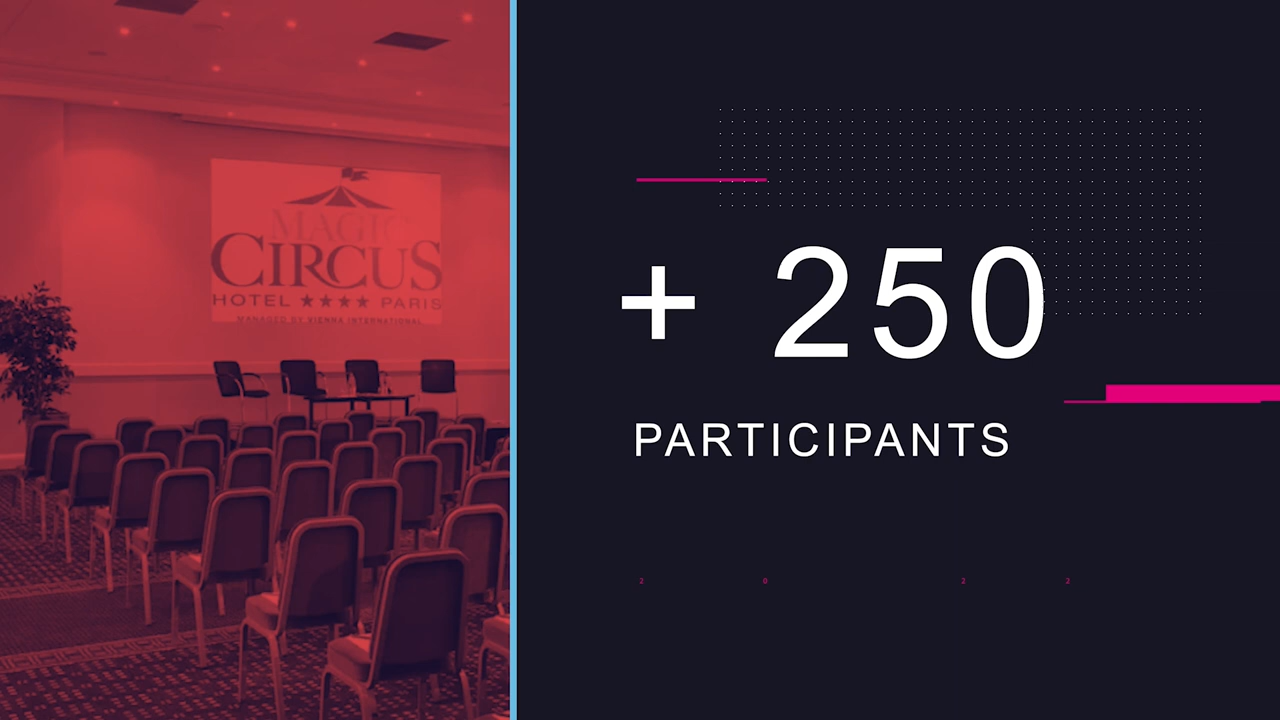 MAGIC
CIRCUS
HOTEL ★★★★ PARIS
MANAGED BY VIENNA INTERNATIONAL
+ 250
PARTICIPANTS
2 0 2 2